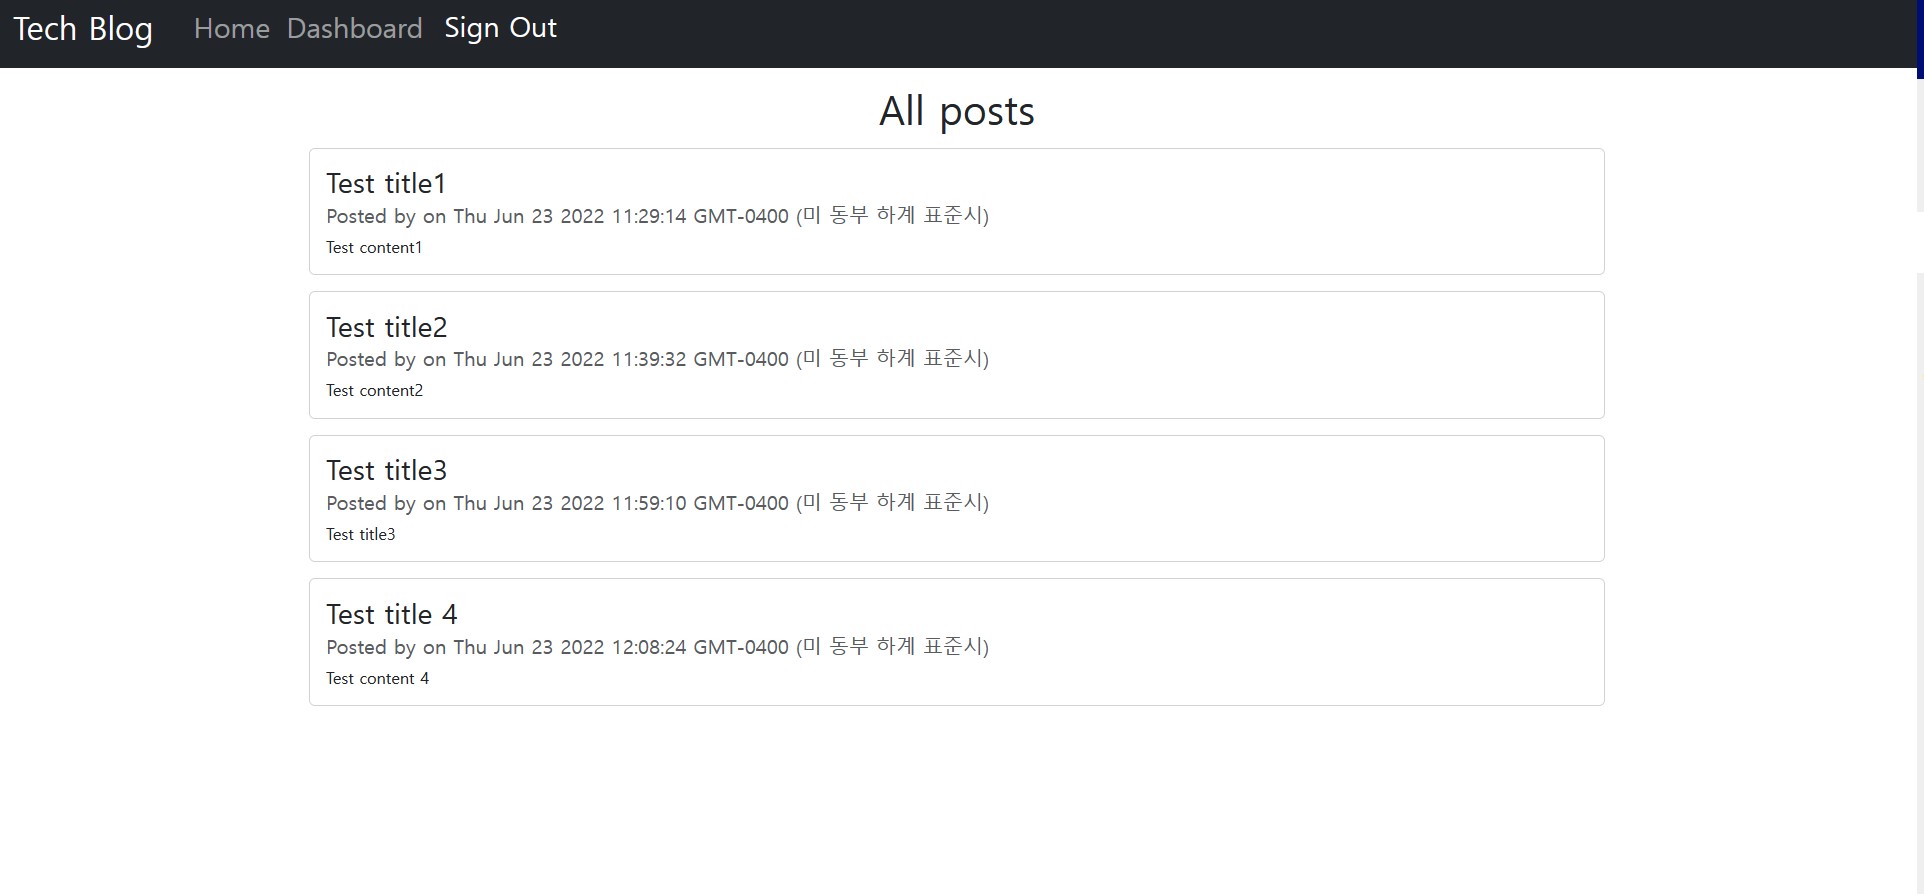 Tech Blog Home Dashboard Sign Out
All posts
Test title1
Posted by on Thu Jun 23 2022 11:29:14 GMT-0400 (미 동부 하계 표준시)
Test content1
Test title2
Posted by on Thu Jun 23 2022 11:39:32 GMT-0400 (미 동부 하계 표준시)
Test content2
Test title3
Posted by on Thu Jun 23 2022 11:59:10 GMT-0400 (미 동부 하계 표준시)
Test title3
Test title 4
Posted by on Thu Jun 23 2022 12:08:24 GMT-0400 (미 동부 하계 표준시)
Test content 4